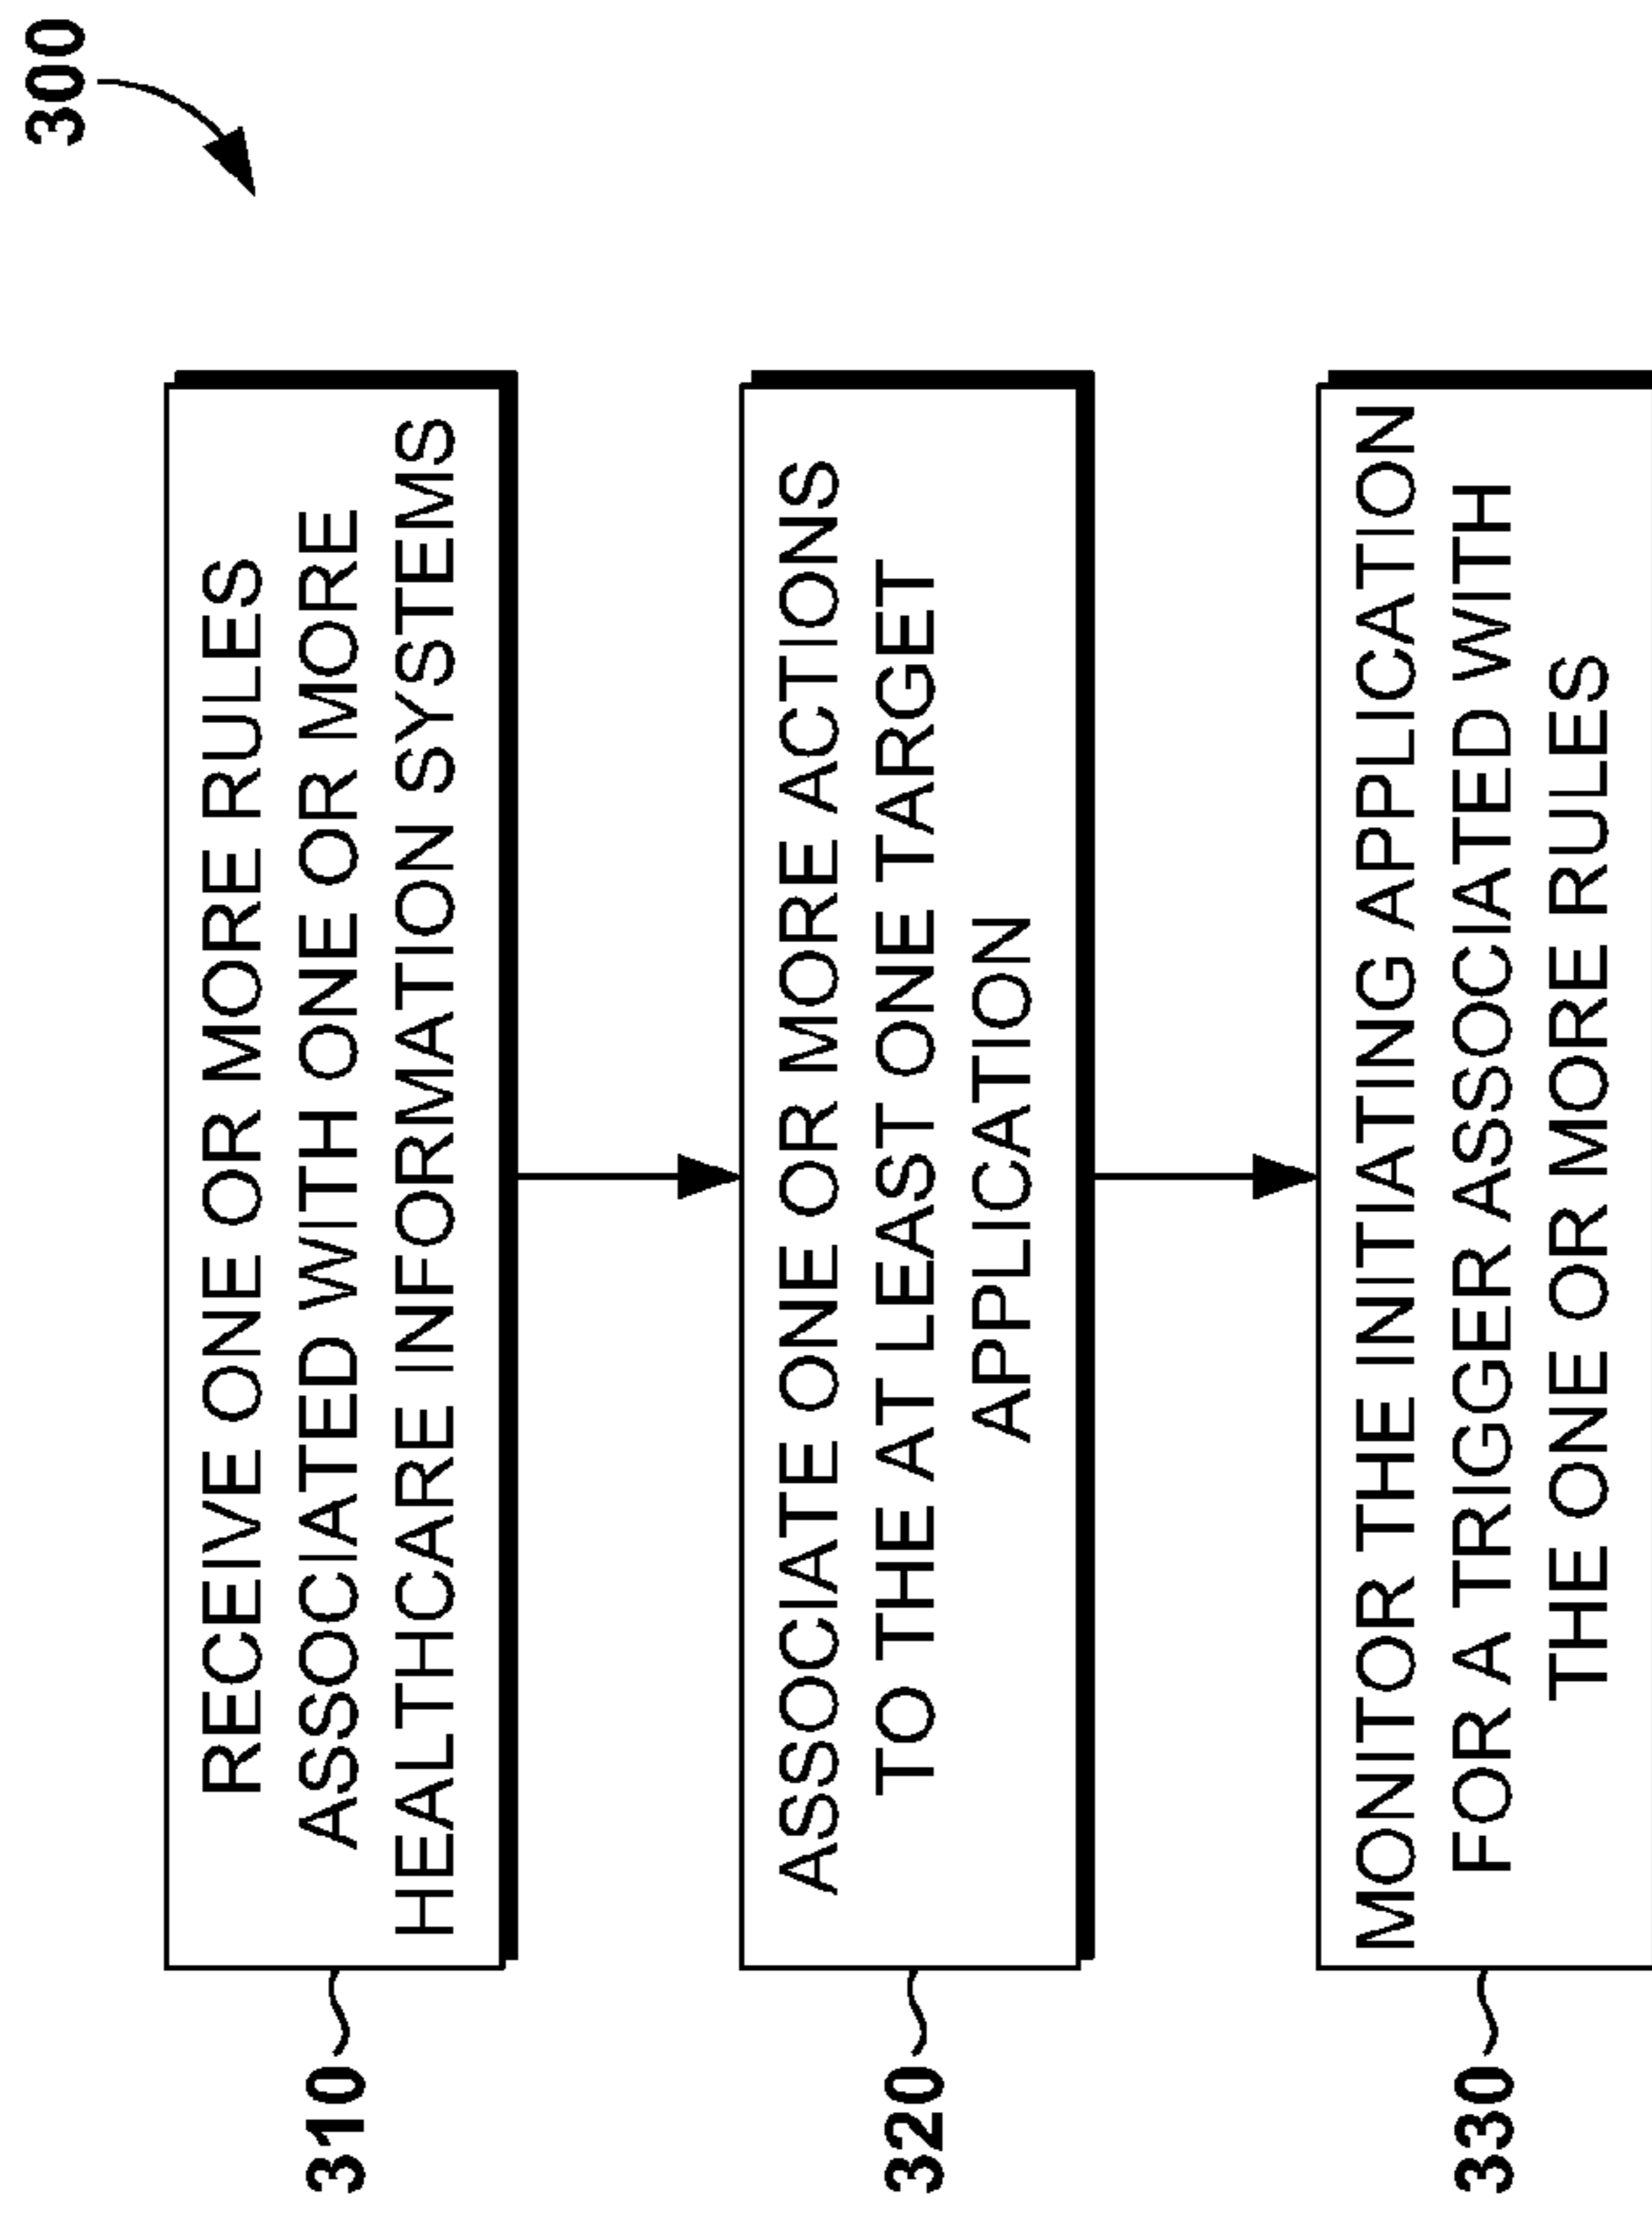 300
310
RECEIVE ONE OR MORE RULES
ASSOCIATED WITH ONE OR MORE
HEALTHCARE INFORMATION SYSTEMS
320
ASSOCIATE ONE OR MORE ACTIONS
TO THE AT LEAST ONE TARGET
APPLICATION
330
MONITOR THE INITIATING APPLICATION
FOR A TRIGGER ASSOCIATED WITH
THE ONE OR MORE RULES